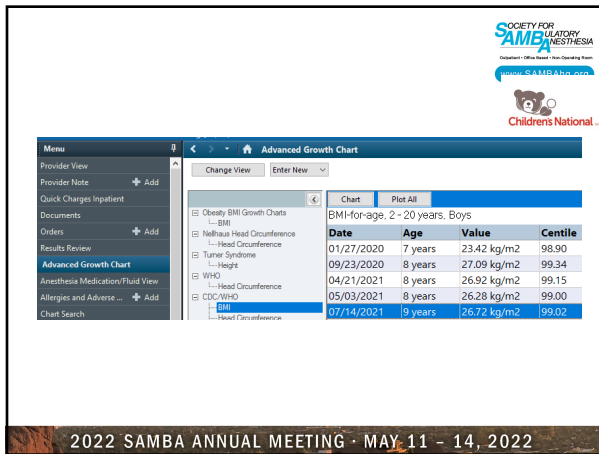 SOCIETY FOR
AMBULATORY
ANESTHESIA
Outpatient • Office Based • Non-Operating Room
www.SAMBAhq.org
Children's National
Menu
Advanced Growth Chart
Provider View
Change View
Enter New
Provider Note
+ Add
Quick Charges Inpatient
Chart
Plot All
Documents
Obesity BMI Growth Charts
BMI-for-age, 2 - 20 years, Boys
BMI
Orders
+ Add
Nellhaus Head Circumference
Date Age Value Centile
Results Review
Head Circumference
01/27/2020 7 years 23.42 kg/m2 98.90
Advanced Growth Chart
Turner Syndrome
Height
09/23/2020 8 years 27.09 kg/m2 99.34
Anesthesia Medication/Fluid View
WHO
04/21/2021 8 years 26.92 kg/m2 99.15
Head Circumference
Allergies and Adverse ...
+ Add
CDC/WHO
05/03/2021 8 years 26.28 kg/m2 99.00
Chart Search
BMI
07/14/2021 9 years 26.72 kg/m2 99.02
Head Circumference
2022 SAMBA ANNUAL MEETING · MAY 11 – 14, 2022